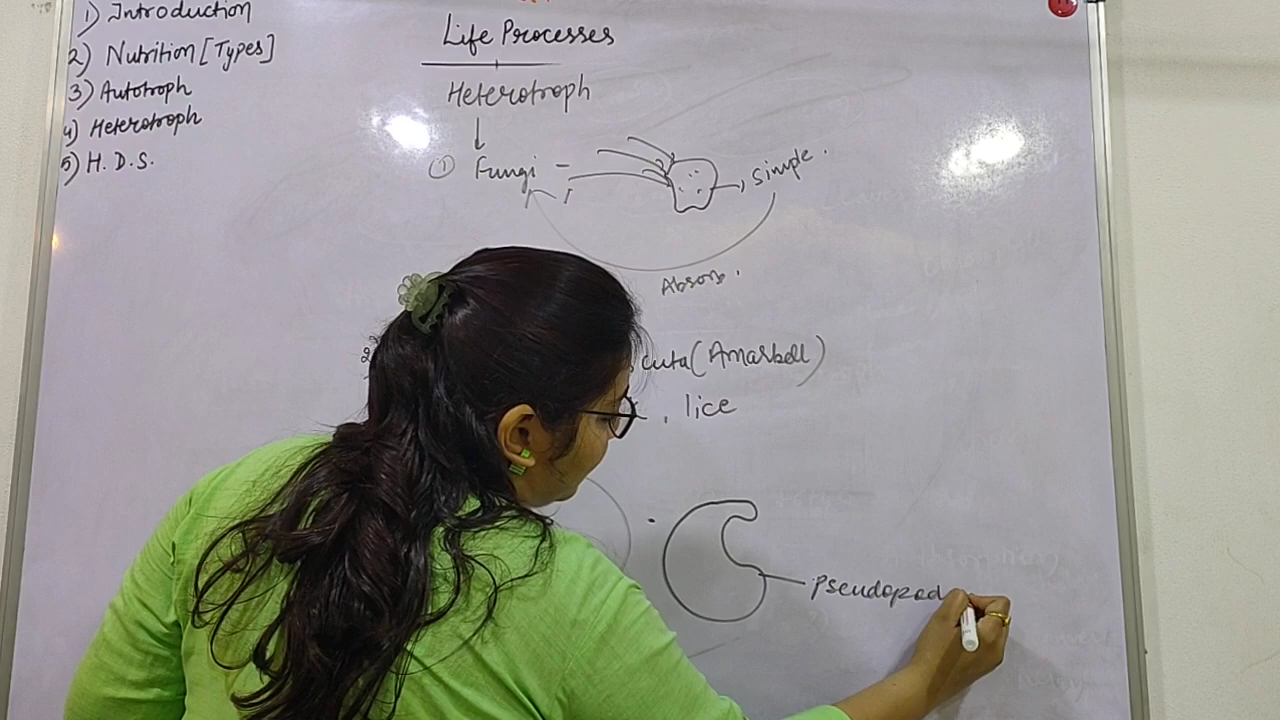 1) Introduction
2) Nutrition [Types]
3) Autotroph
4) Heterotroph
5) H.D.S.
Life Processes
Heterotroph
① Fungi – simple.
Absorb.
cuta (Amarbell)
, lice
Pseudopod